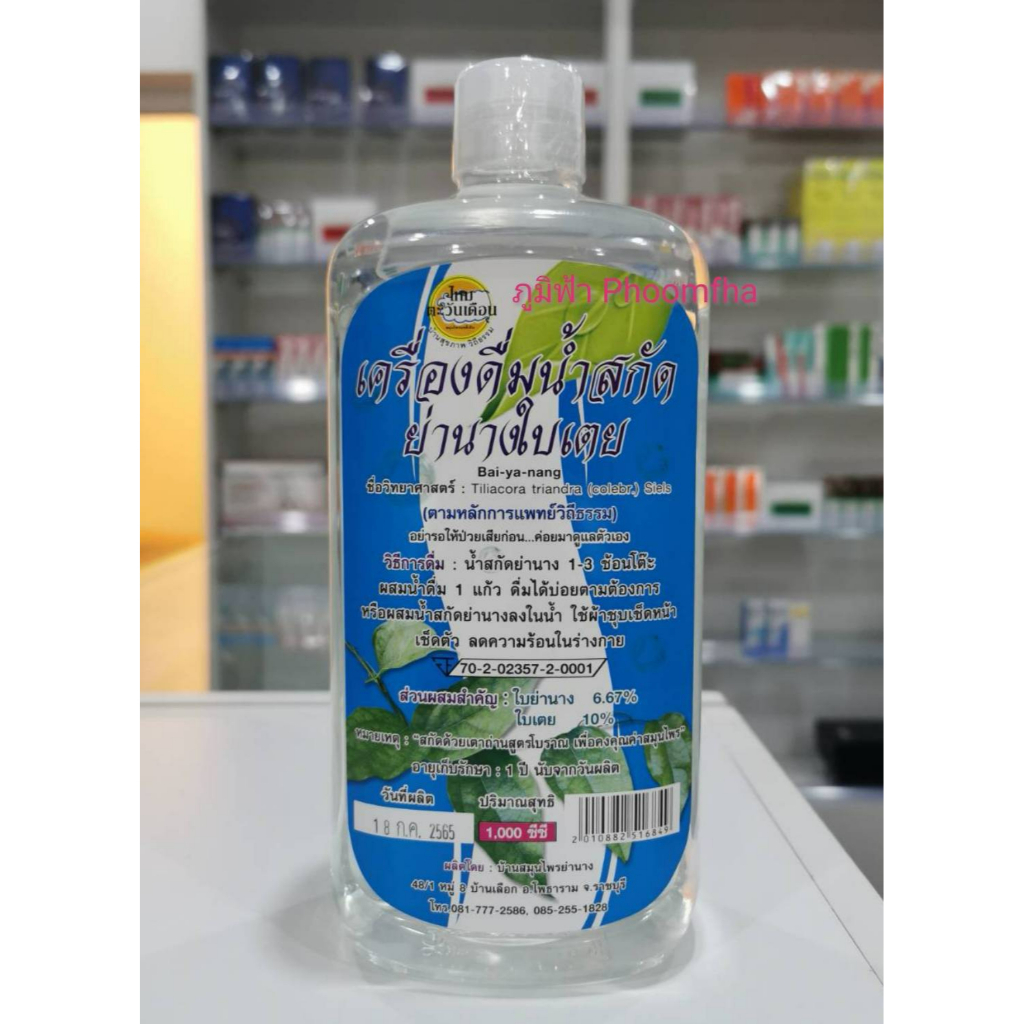 ไทย
ตะวันเดือน
บ้านสุขภาพ วิถีธรรม
ภูมิฟ้า Phoomfha
เครื่องดื่มน้ำสกัด
ย่านางใบเตย
Bai-ya-nang
ชื่อวิทยาศาสตร์ : Tiliacora triandra (colebr.) Siels
(ตามหลักการแพทย์วิถีธรรม)
อย่ารอให้ป่วยเสียก่อน...ค่อยมาดูแลตัวเอง
วิธีการดื่ม : น้ำสกัดย่านาง 1-3 ช้อนโต๊ะ
ผสมน้ำดื่ม 1 แก้ว ดื่มได้บ่อยตามต้องการ
หรือผสมน้ำสกัดย่านางลงในน้ำ ใช้ผ้าชุบเช็ดหน้า
เช็ดตัว ลดความร้อนในร่างกาย
70-2-02357-2-0001
ส่วนผสมสำคัญ : ใบย่านาง 6.67%
ใบเตย 10%
หมายเหตุ : "สกัดด้วยเตาถ่านสูตรโบราณ เพื่อคงคุณค่าสมุนไพร"
อายุเก็บรักษา : 1 ปี นับจากวันผลิต
วันที่ผลิต ปริมาณสุทธิ
18 ก.ค. 2565 1,000 ซีซี
2010882516849
ผลิตโดย : บ้านสมุนไพรย่านาง
48/1 หมู่ 8 บ้านเลือก อ.โพธาราม จ.ราชบุรี
โทร.081-777-2586, 085-255-1828